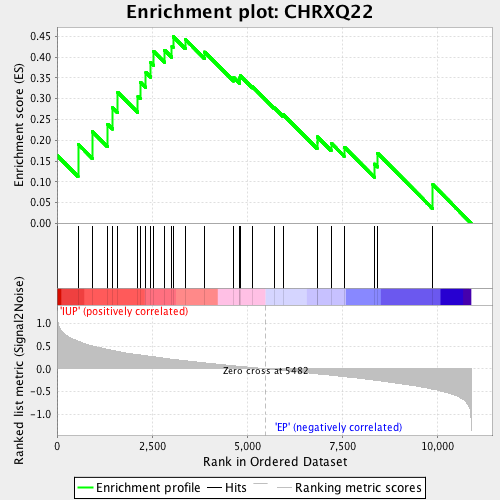 Enrichment plot: CHRXQ22
Enrichment score (ES)
0.45
0.40
0.35
0.30
0.25
0.20
0.15
0.10
0.05
0.00
Ranked list metric (Signal2Noise)
1.0
0.5
0.0
-0.5
-1.0
'IUP' (positively correlated)
Zero cross at 5482
'EP' (negatively correlated)
0
2,500
5,000
7,500
10,000
Rank in Ordered Dataset
Enrichment profile
Hits
Ranking metric scores